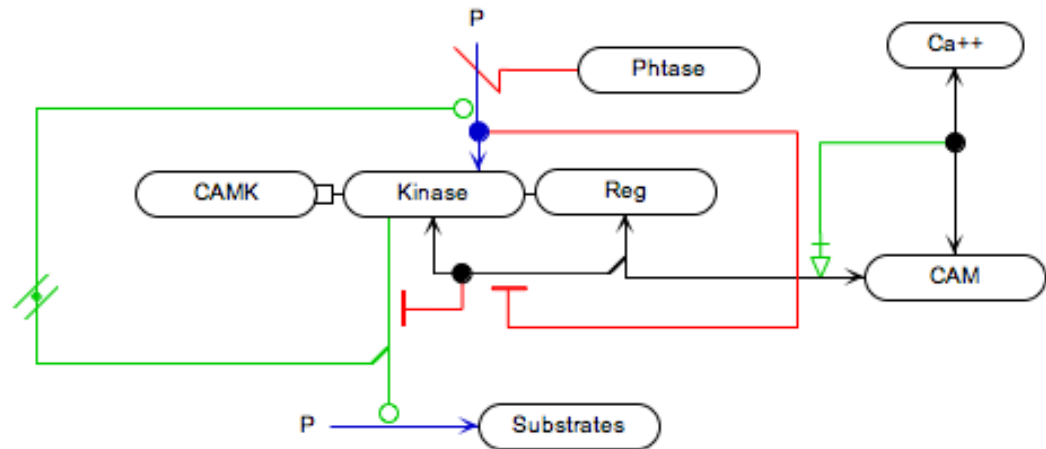 P
Ca++
Phtase
CAMK
Kinase
Reg
CAM
P
Substrates